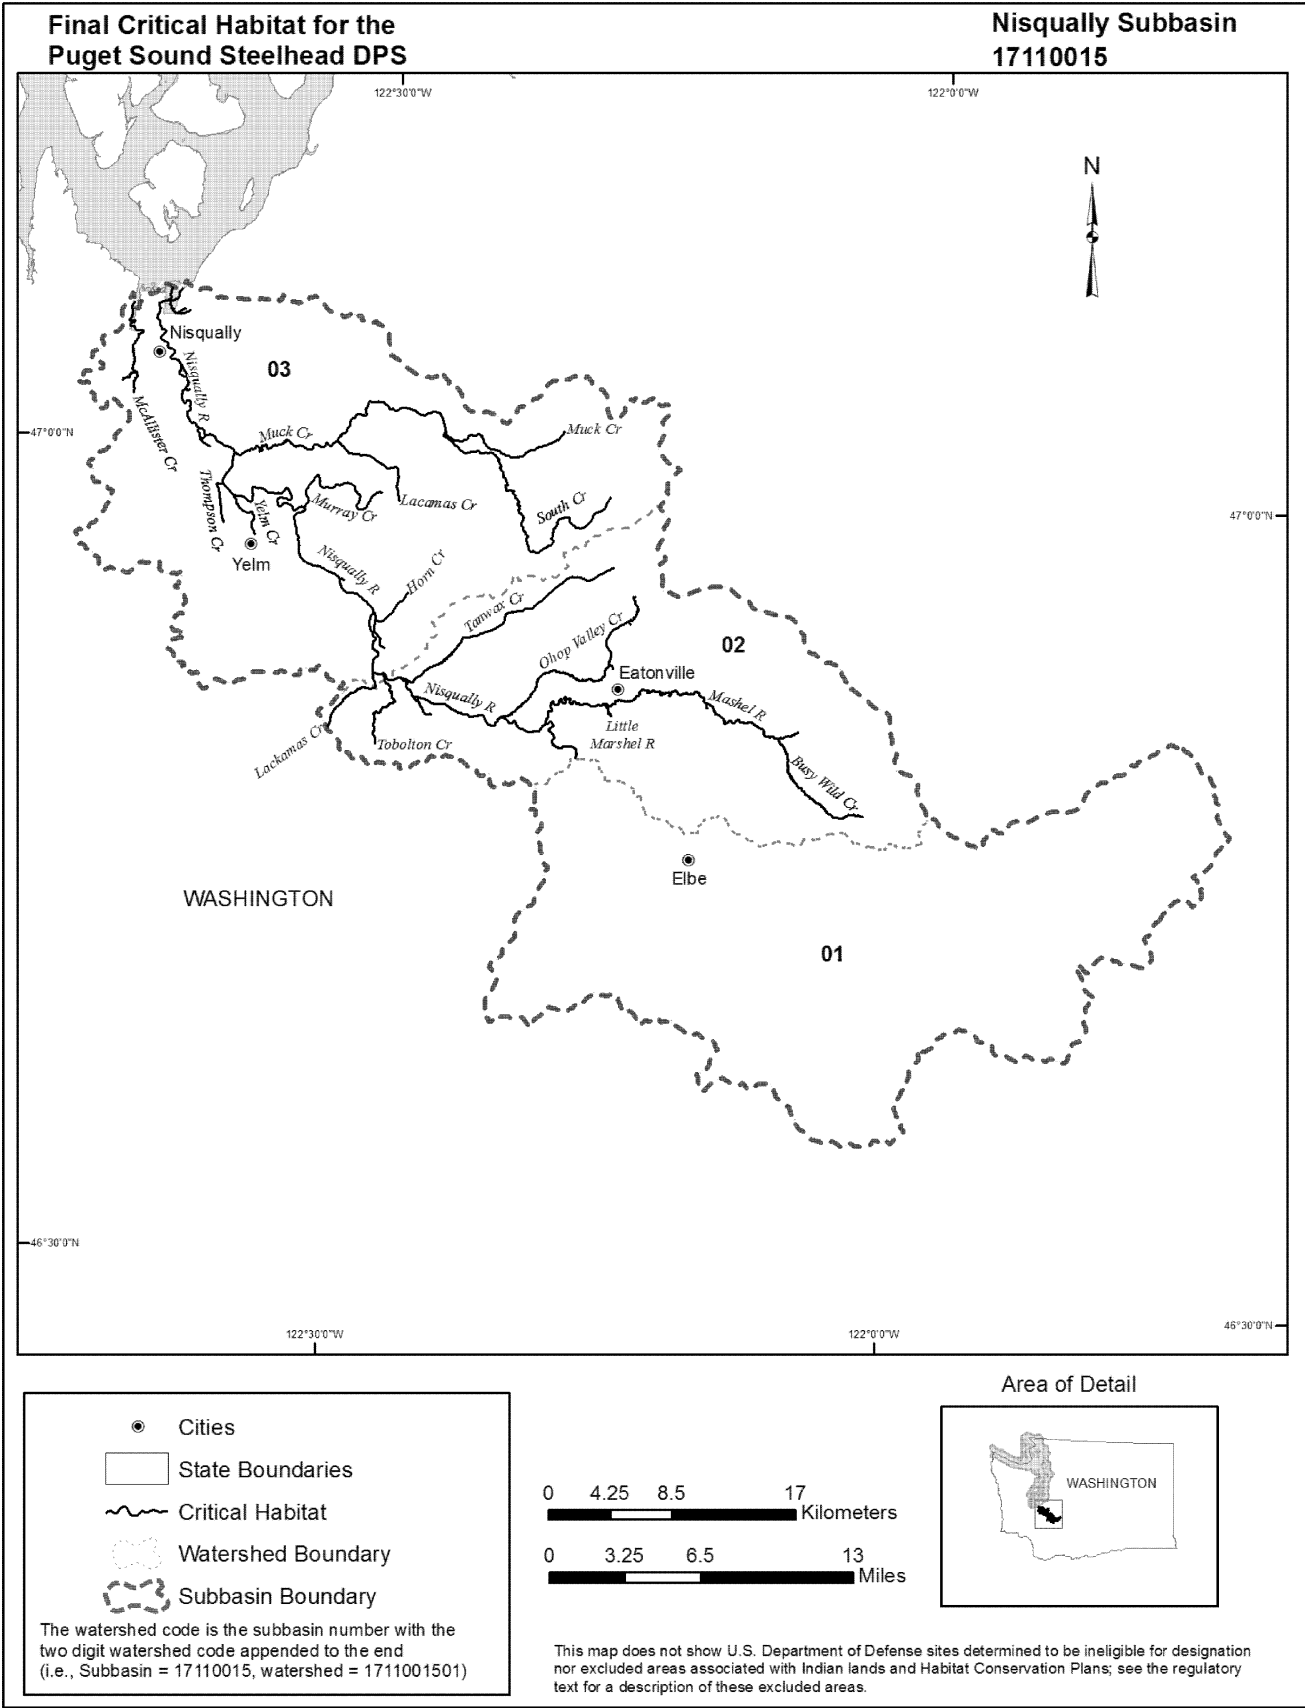 Final Critical Habitat for the
Puget Sound Steelhead DPS
Nisqually Subbasin
17110015
122°30'0"W
122°0'0"W
N
Nisqually
03
Nisqually R
McAllister Cr
47°0'0"N
Muck Cr
Muck Cr
Thompson Cr
Yelm Cr
Murray Cr
Lacamas Cr
South Cr
47°0'0"N
Yelm
Nisqually R
Horn Cr
Tanwax Cr
Ohop Valley Cr
02
Eatonville
Nisqually R
Mashel R
Little
Marshel R
Lackamas Cr
Tobolton Cr
Busy Wild Cr
Elbe
WASHINGTON
01
46°30'0"N
46°30'0"N
122°30'0"W
122°0'0"W
Cities
State Boundaries
Critical Habitat
Watershed Boundary
Subbasin Boundary
The watershed code is the subbasin number with the
two digit watershed code appended to the end
(i.e., Subbasin = 17110015, watershed = 1711001501)
0 4.25 8.5 17
Kilometers
0 3.25 6.5 13
Miles
Area of Detail
WASHINGTON
This map does not show U.S. Department of Defense sites determined to be ineligible for designation
nor excluded areas associated with Indian lands and Habitat Conservation Plans; see the regulatory
text for a description of these excluded areas.